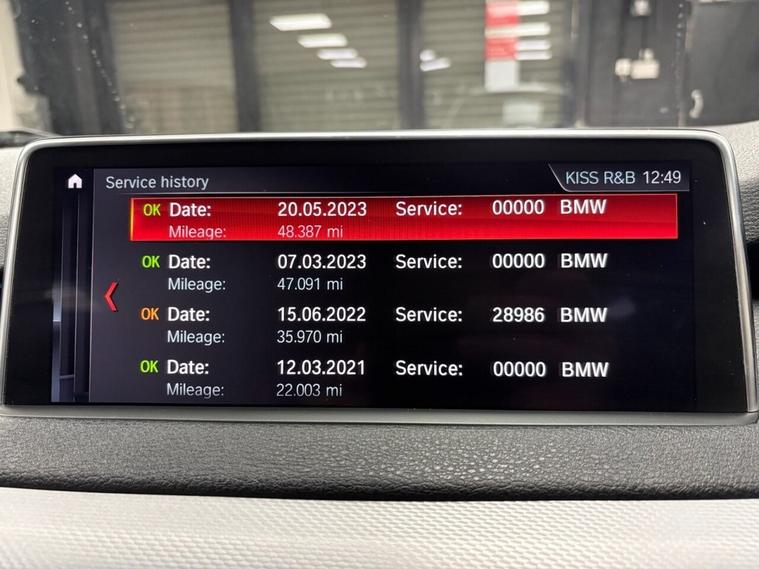 Service history
KISS R&B 12:49
OK Date: 20.05.2023 Service: 00000 BMW
Mileage: 48.387 mi
OK Date: 07.03.2023 Service: 00000 BMW
Mileage: 47.091 mi
OK Date: 15.06.2022 Service: 28986 BMW
Mileage: 35.970 mi
OK Date: 12.03.2021 Service: 00000 BMW
Mileage: 22.003 mi